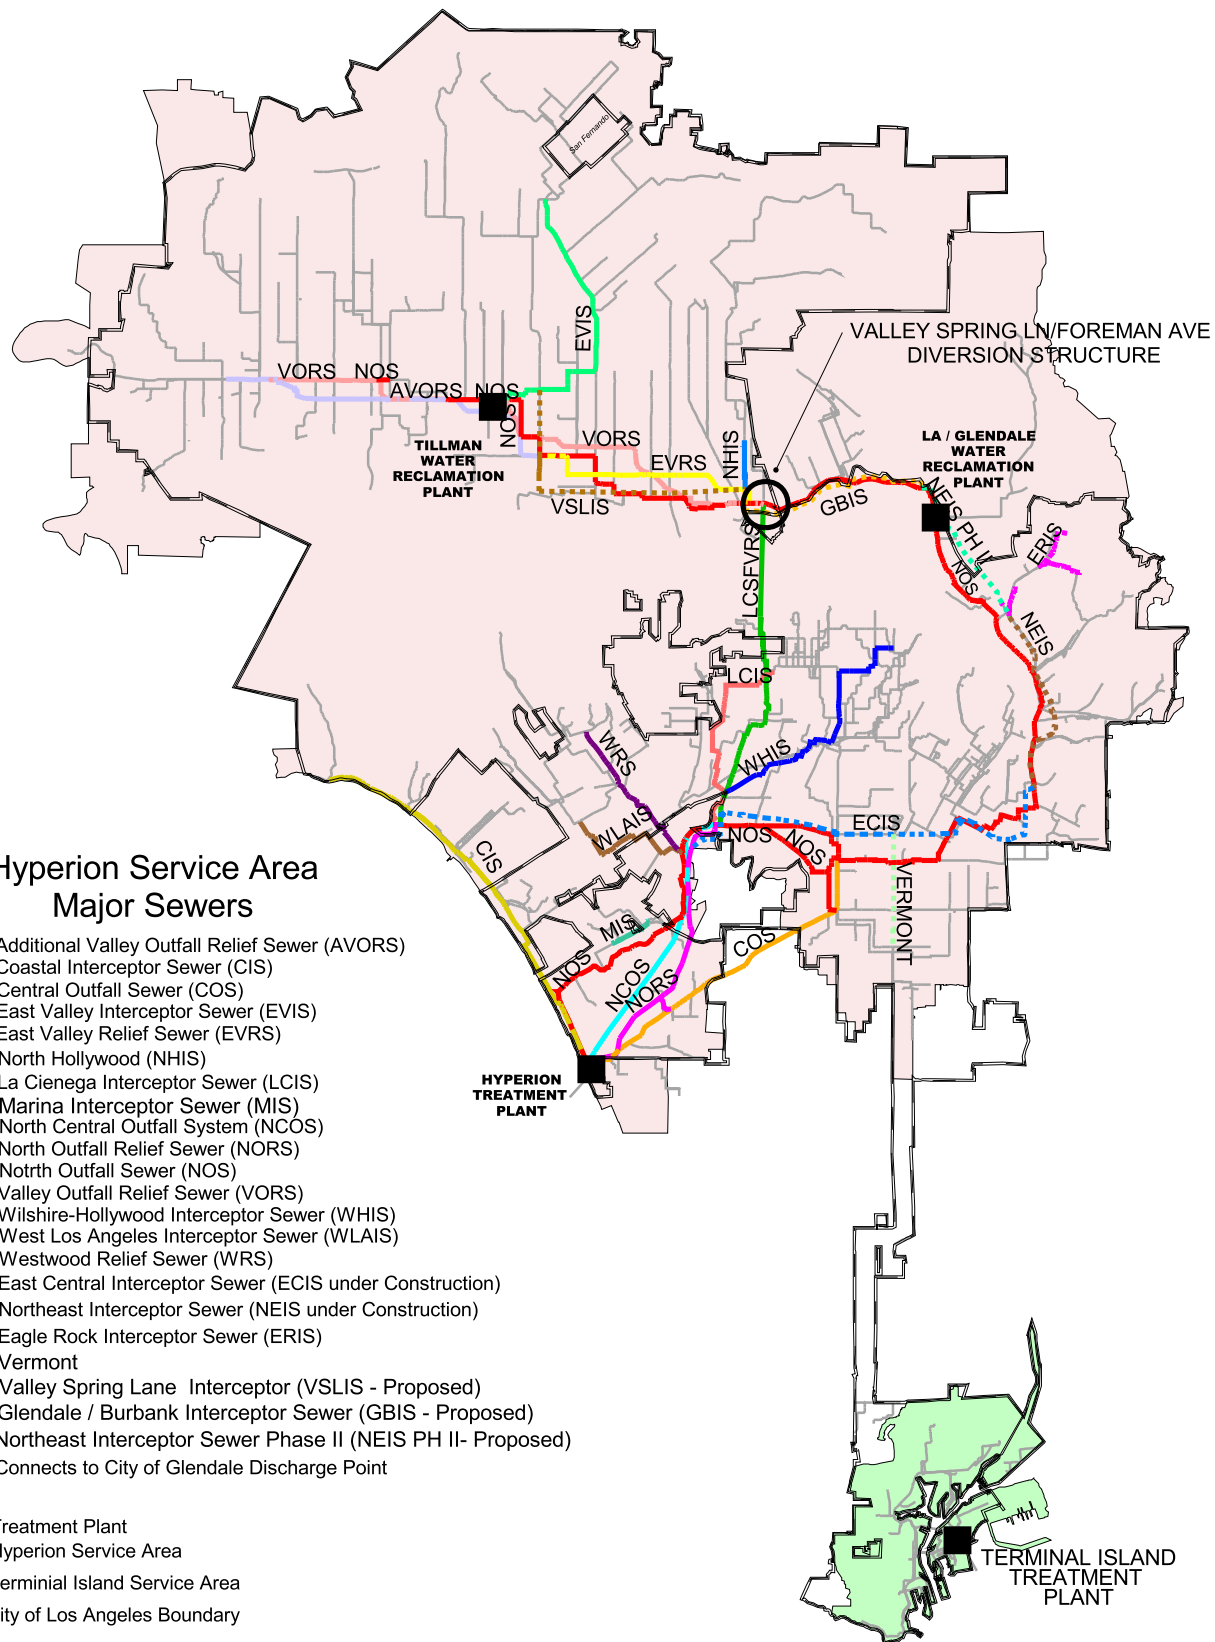 San Fernando
EVIS
VALLEY SPRING LN/FOREMAN AVE
DIVERSION STRUCTURE
VORS
NOS
AVORS
NOS
NOS
TILLMAN
WATER
RECLAMATION
PLANT
VORS
EVRS
NHIS
VSLIS
LA / GLENDALE
WATER
RECLAMATION
PLANT
GBIS
NEIS PH II
NOS
ERIS
NEIS
LCSFVRS
LCIS
WHIS
WRS
WLAIS
CIS
NOS
NOS
ECIS
VERMONT
MIS
NOS
NCOS
NORS
COS
HYPERION
TREATMENT
PLANT
Hyperion Service Area
Major Sewers
Additional Valley Outfall Relief Sewer (AVORS)
Coastal Interceptor Sewer (CIS)
Central Outfall Sewer (COS)
East Valley Interceptor Sewer (EVIS)
East Valley Relief Sewer (EVRS)
North Hollywood (NHIS)
La Cienega Interceptor Sewer (LCIS)
Marina Interceptor Sewer (MIS)
North Central Outfall System (NCOS)
North Outfall Relief Sewer (NORS)
Notrth Outfall Sewer (NOS)
Valley Outfall Relief Sewer (VORS)
Wilshire-Hollywood Interceptor Sewer (WHIS)
West Los Angeles Interceptor Sewer (WLAIS)
Westwood Relief Sewer (WRS)
East Central Interceptor Sewer (ECIS under Construction)
Northeast Interceptor Sewer (NEIS under Construction)
Eagle Rock Interceptor Sewer (ERIS)
Vermont
Valley Spring Lane  Interceptor (VSLIS - Proposed)
Glendale / Burbank Interceptor Sewer (GBIS - Proposed)
Northeast Interceptor Sewer Phase II (NEIS PH II- Proposed)
Connects to City of Glendale Discharge Point
Treatment Plant
Hyperion Service Area
Terminial Island Service Area
City of Los Angeles Boundary
TERMINAL ISLAND
TREATMENT
PLANT